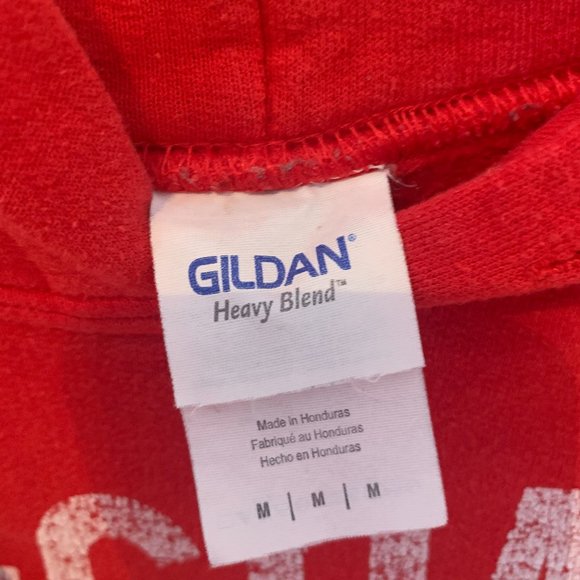 GILDAN®
Heavy Blend™
Made in Honduras
Fabriqué au Honduras
Hecho en Honduras
M | M | M